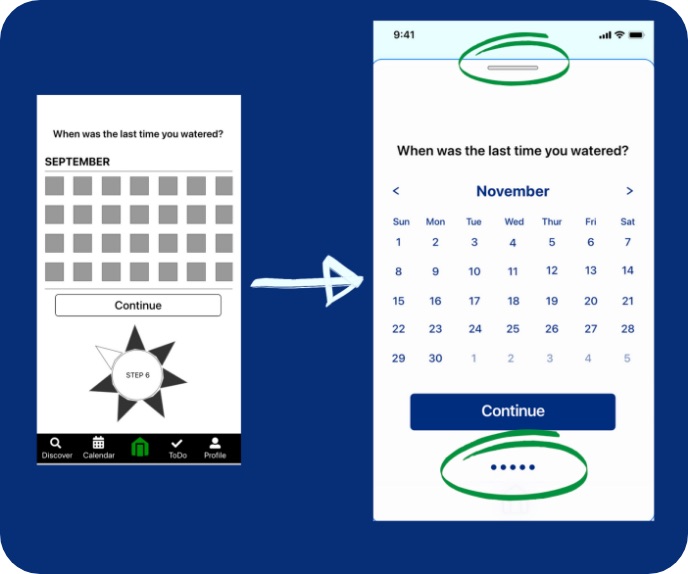 When was the last time you watered?
SEPTEMBER
Continue
STEP 6
Discover Calendar ToDo Profile
9:41
When was the last time you watered?
< November >
Sun Mon Tue Wed Thur Fri Sat
1 2 3 4 5 6 7
8 9 10 11 12 13 14
15 16 17 18 19 20 21
22 23 24 25 26 27 28
29 30 1 2 3 4 5
Continue